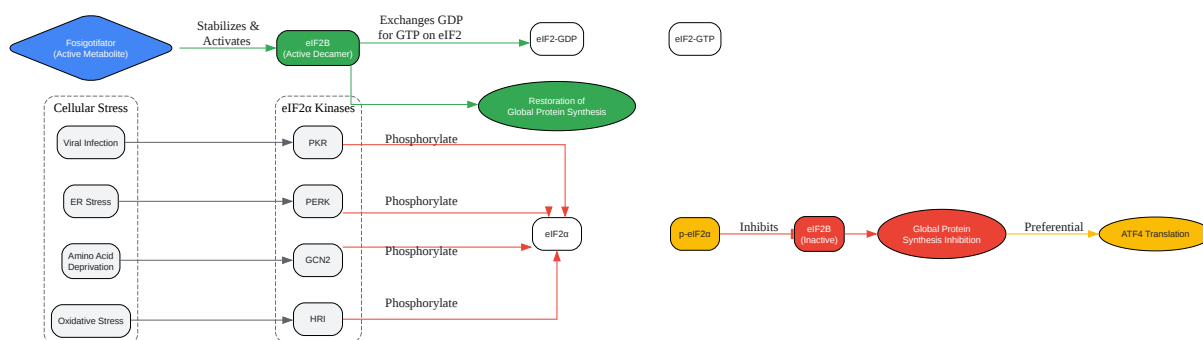 Fosigotifator
(Active Metabolite)
Stabilizes &
Activates
eIF2B
(Active Decamer)
Exchanges GDP
for GTP on eIF2
eIF2-GDP
eIF2-GTP
Restoration of
Global Protein Synthesis
Cellular Stress
eIF2α Kinases
Viral Infection
PKR
Phosphorylate
ER Stress
PERK
Phosphorylate
eIF2α
p-eIF2α
Inhibits
eIF2B
(Inactive)
Global Protein
Synthesis Inhibition
Preferential
ATF4 Translation
Amino Acid
Deprivation
GCN2
Phosphorylate
Oxidative Stress
HRI
Phosphorylate